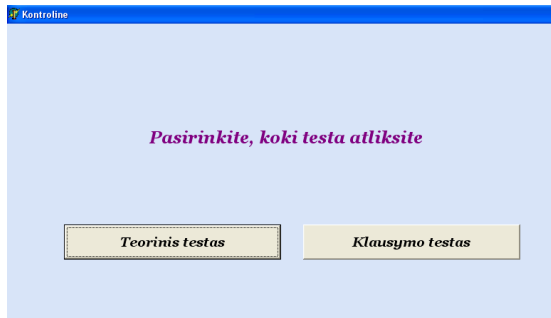 Kontroline
Pasirinkite, koki testa atliksite
Teorinis testas
Klausymo testas